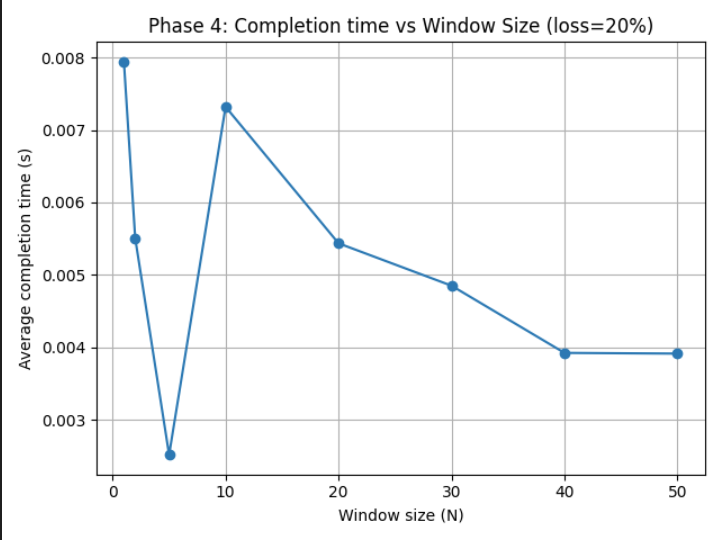 Phase 4: Completion time vs Window Size (loss=20%)
0.008
0.007
0.006
0.005
0.004
0.003
Average completion time (s)
0 10 20 30 40 50
Window size (N)